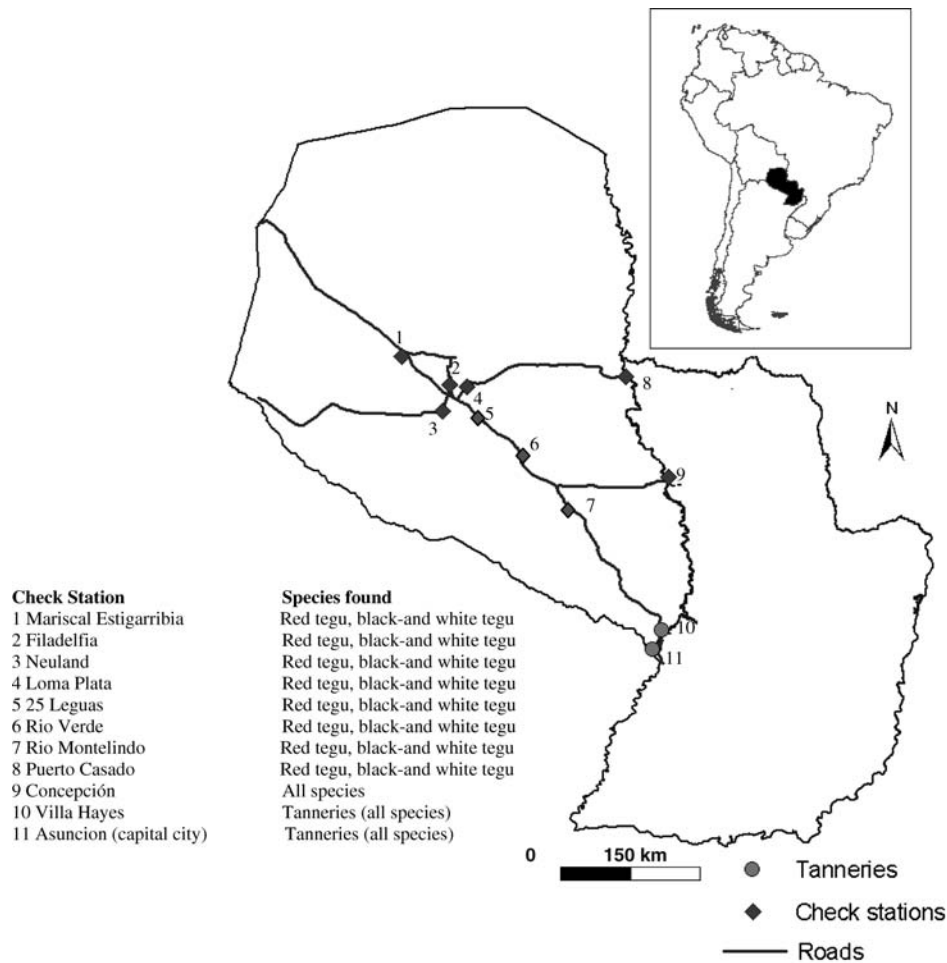 N
1
2
3
4
5
6
7
8
9
10
11
Check Station Species found
1 Mariscal Estigarribia Red tegu, black-and white tegu
2 Filadelfia Red tegu, black-and white tegu
3 Neuland Red tegu, black-and white tegu
4 Loma Plata Red tegu, black-and white tegu
5 25 Leguas Red tegu, black-and white tegu
6 Rio Verde Red tegu, black-and white tegu
7 Rio Montelindo Red tegu, black-and white tegu
8 Puerto Casado Red tegu, black-and white tegu
9 Concepción All species
10 Villa Hayes Tanneries (all species)
11 Asuncion (capital city) Tanneries (all species)
0 150 km
Tanneries
Check stations
Roads